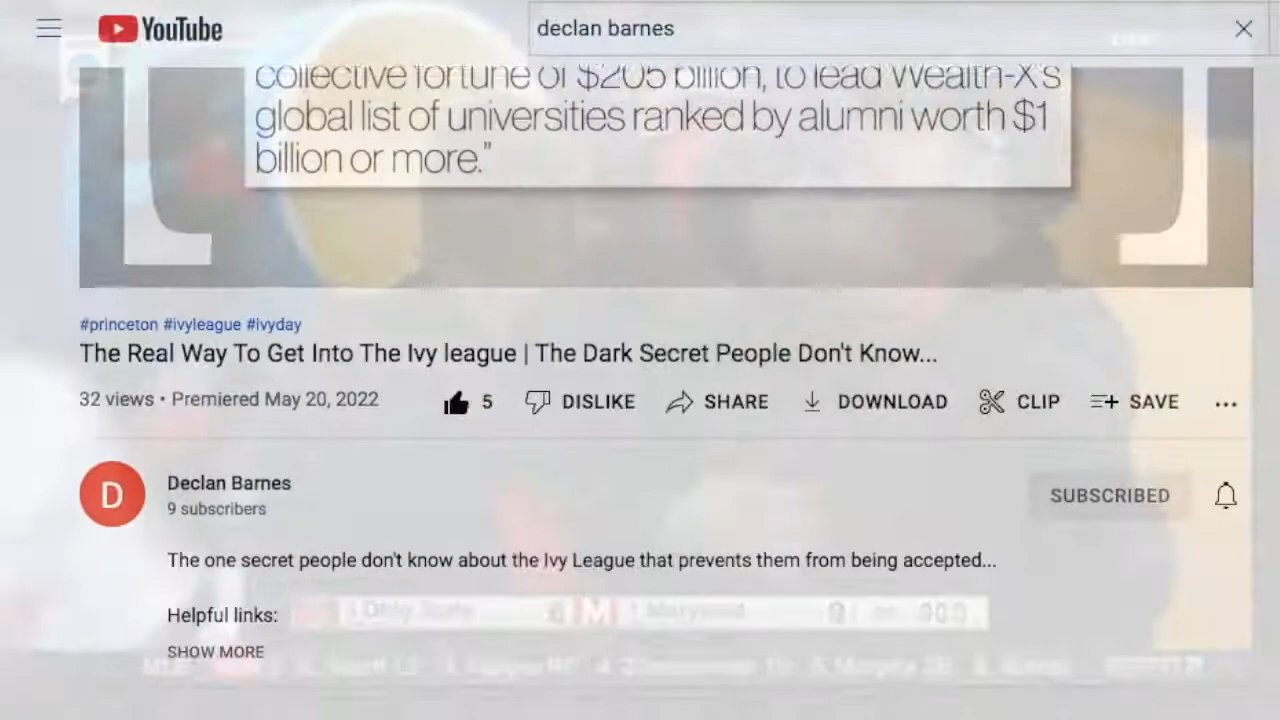 YouTube
declan barnes
collective fortune of $205 billion, to lead Wealth-X's
global list of universities ranked by alumni worth $1
billion or more."
#princeton #ivyleague #ivyday
The Real Way To Get Into The Ivy league | The Dark Secret People Don't Know...
32 views • Premiered May 20, 2022
5 DISLIKE SHARE DOWNLOAD CLIP SAVE ...
D
Declan Barnes
9 subscribers
SUBSCRIBED
The one secret people don't know about the Ivy League that prevents them from being accepted...
Helpful links:
Ohio State 6 M Maryland
SHOW MORE